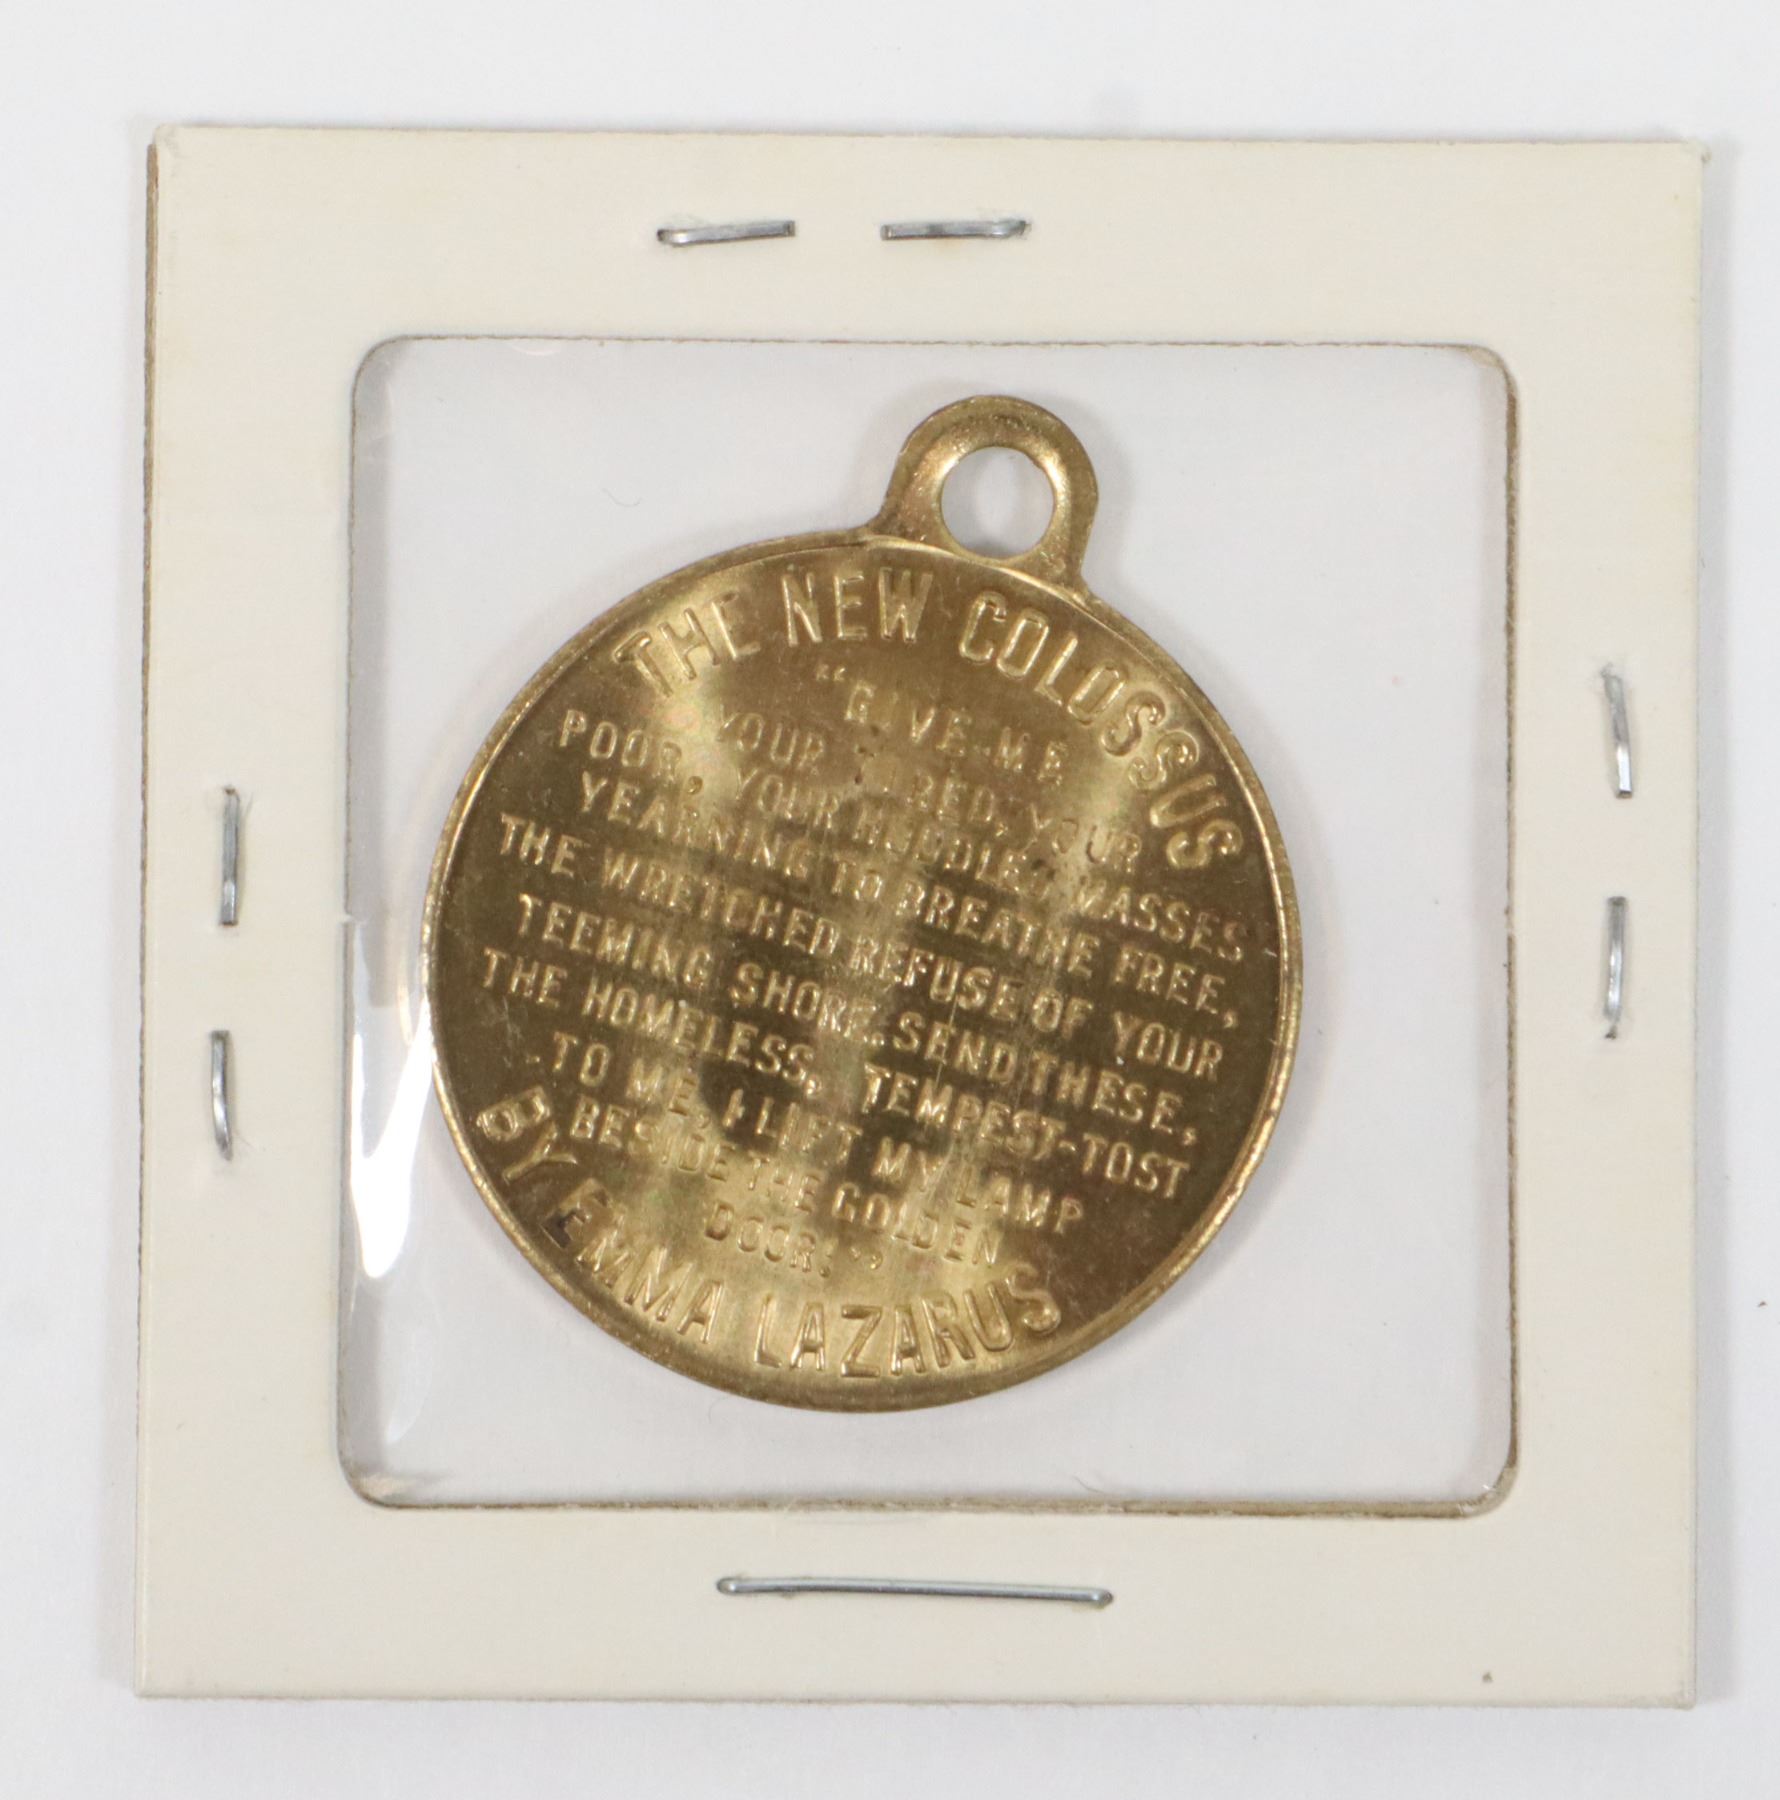 THE NEW COLOSSUS
"GIVE ME
YOUR TIRED, YOUR
POOR, YOUR HUDDLED MASSES
YEARNING TO BREATHE FREE,
THE WRETCHED REFUSE OF YOUR
TEEMING SHORE. SEND THESE,
THE HOMELESS, TEMPEST-TOST
TO ME, I LIFT MY LAMP
BESIDE THE GOLDEN
DOOR!"
BY EMMA LAZARUS